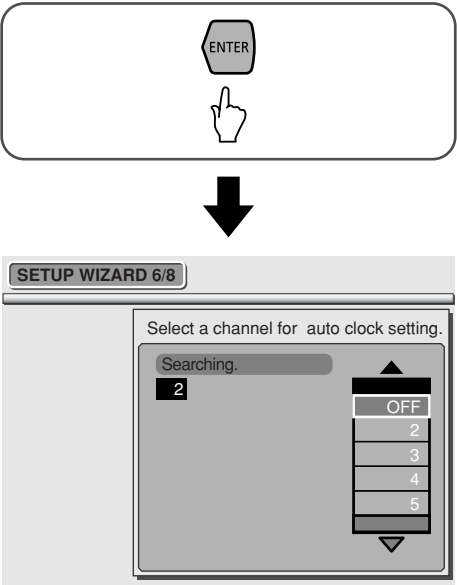 ENTER
SETUP WIZARD 6/8
Select a channel for auto clock setting.
Searching.
2
OFF
2
3
4
5